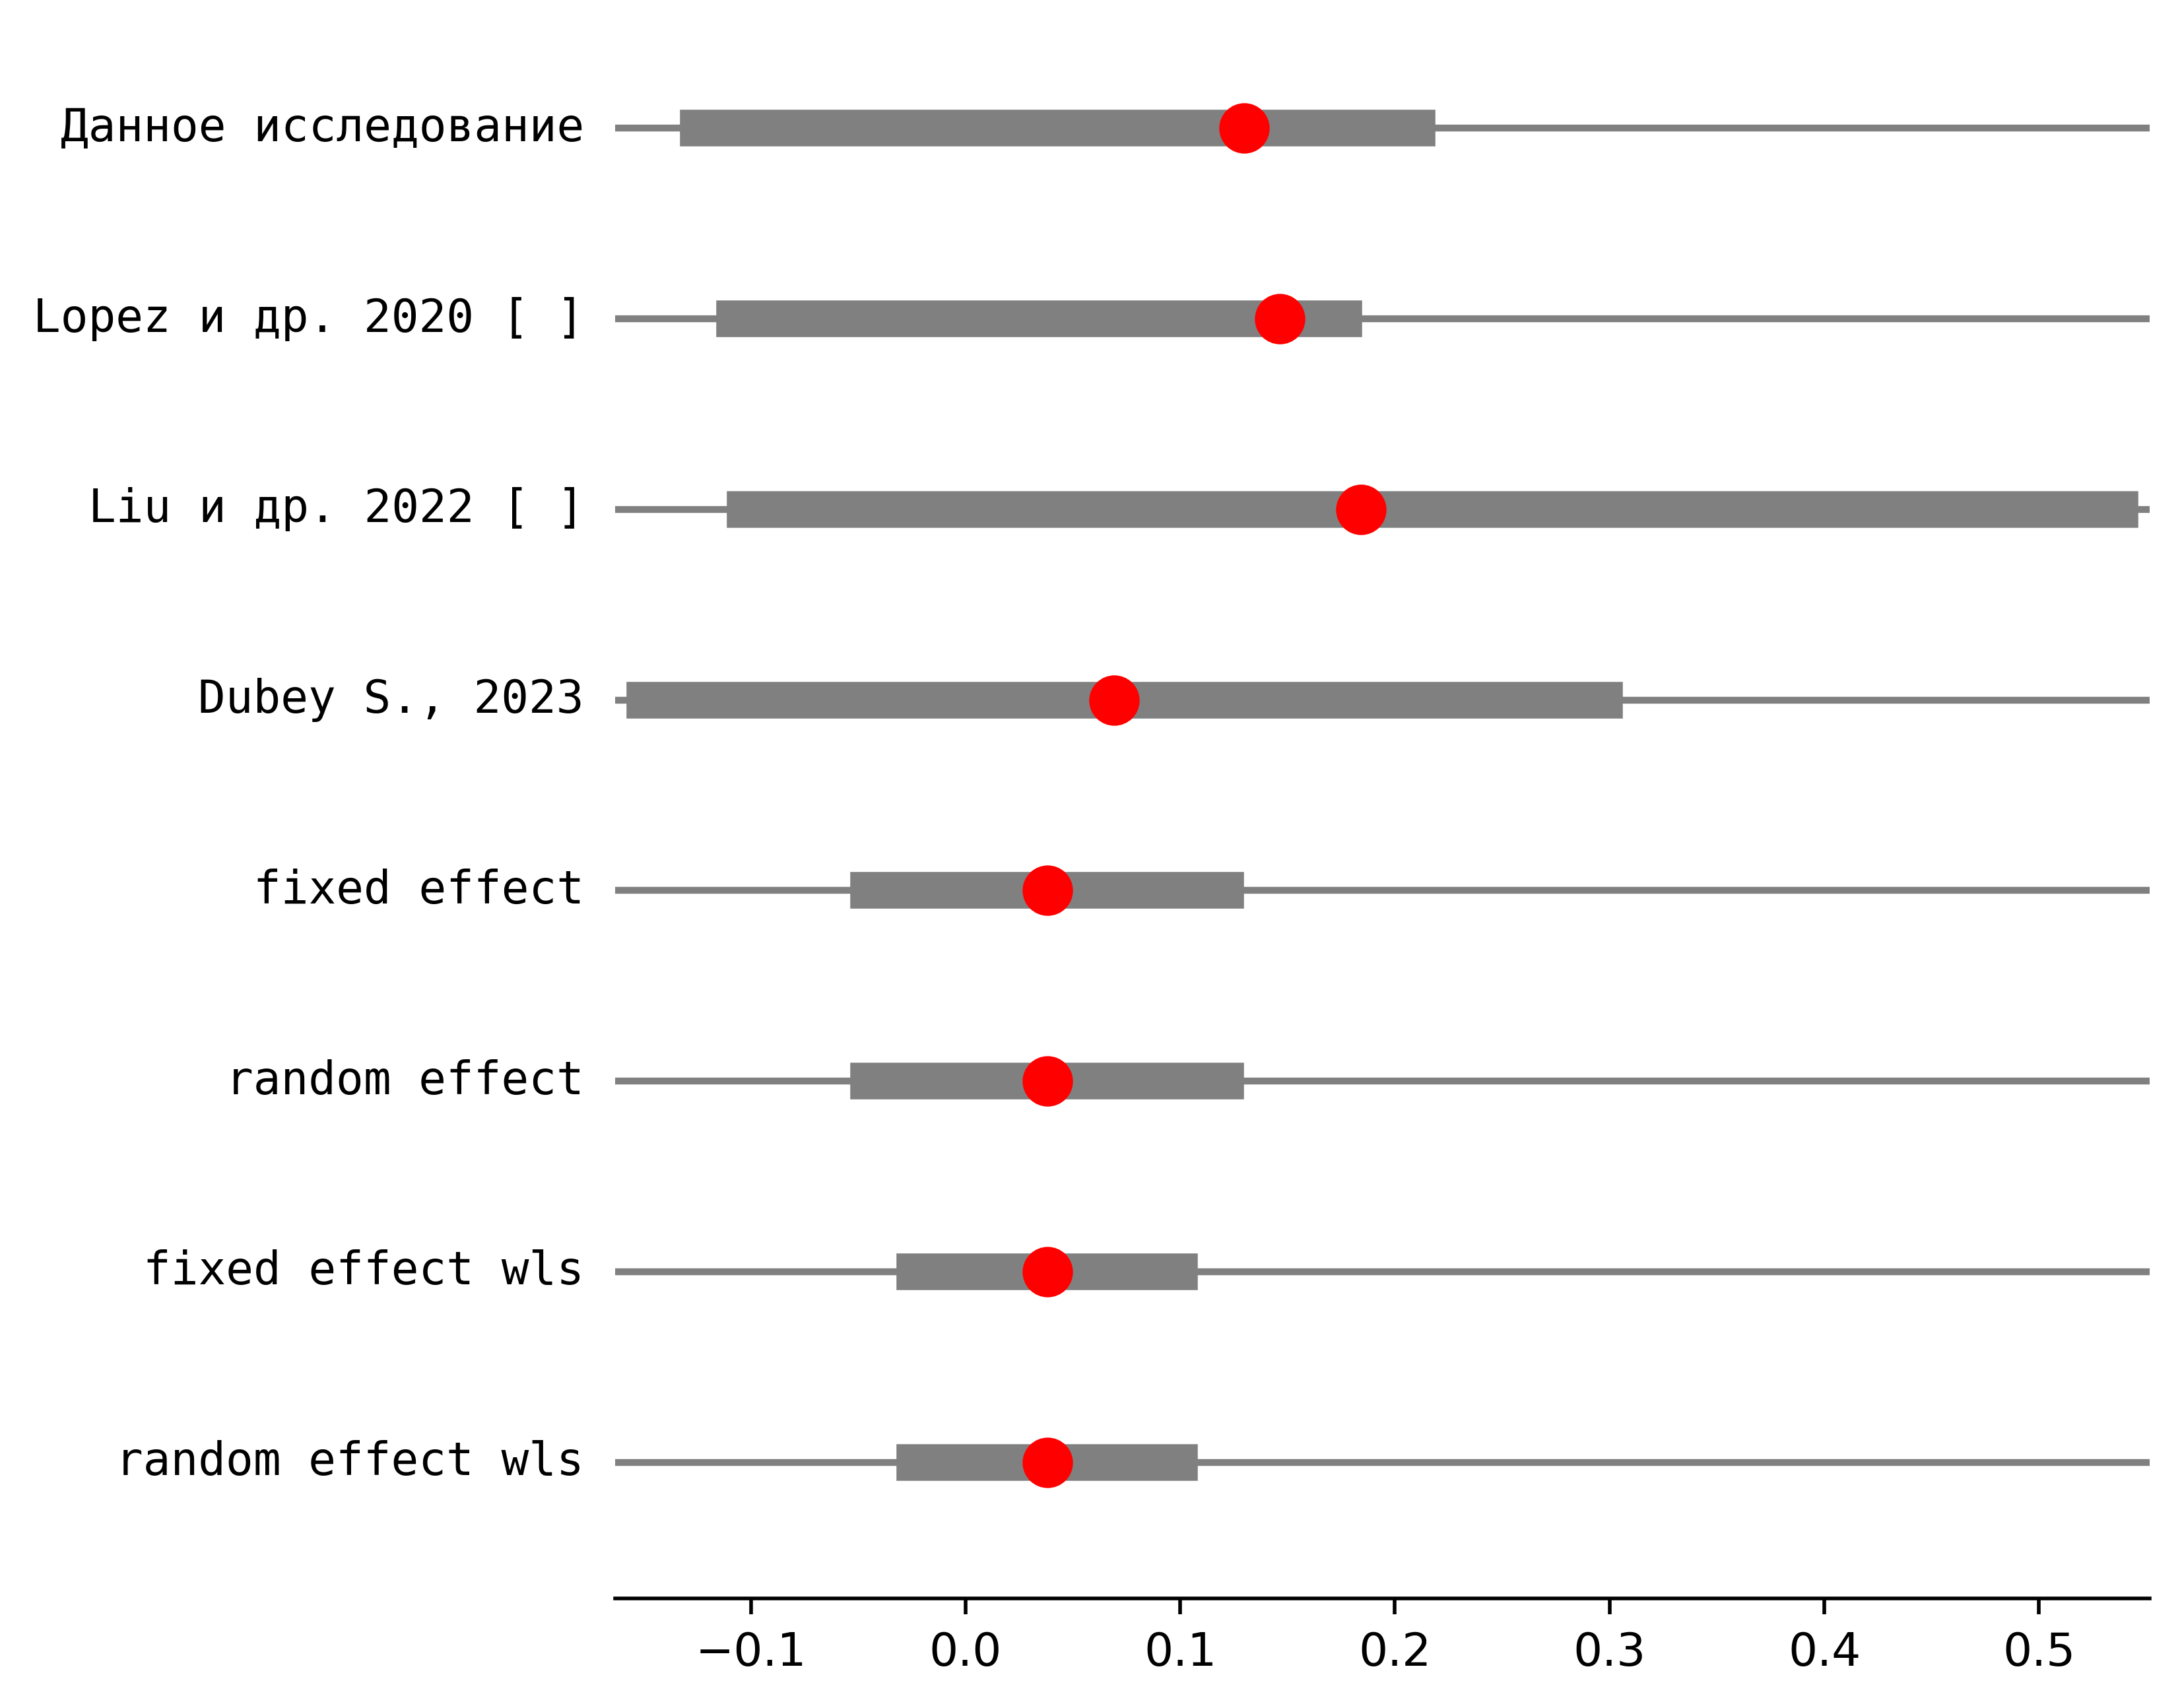 Данное исследование
Lopez и др. 2020 [ ]
Liu и др. 2022 [ ]
Dubey S., 2023
fixed effect
random effect
fixed effect wls
random effect wls
−0.1 0.0 0.1 0.2 0.3 0.4 0.5